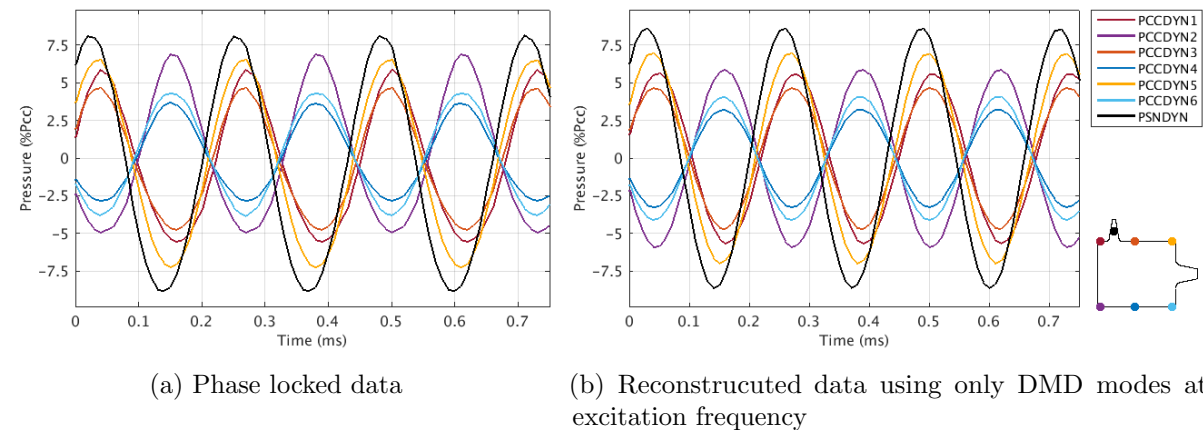 7.5
5
2.5
0
−2.5
−5
−7.5
Pressure (%Pcc)
0 0.1 0.2 0.3 0.4 0.5 0.6 0.7
Time (ms)
7.5
5
2.5
0
−2.5
−5
−7.5
Pressure (%Pcc)
0 0.1 0.2 0.3 0.4 0.5 0.6 0.7
Time (ms)
PCCDYN1
PCCDYN2
PCCDYN3
PCCDYN4
PCCDYN5
PCCDYN6
PSNDYN
(a) Phase locked data
(b) Reconstrucuted data using only DMD modes at
excitation frequency